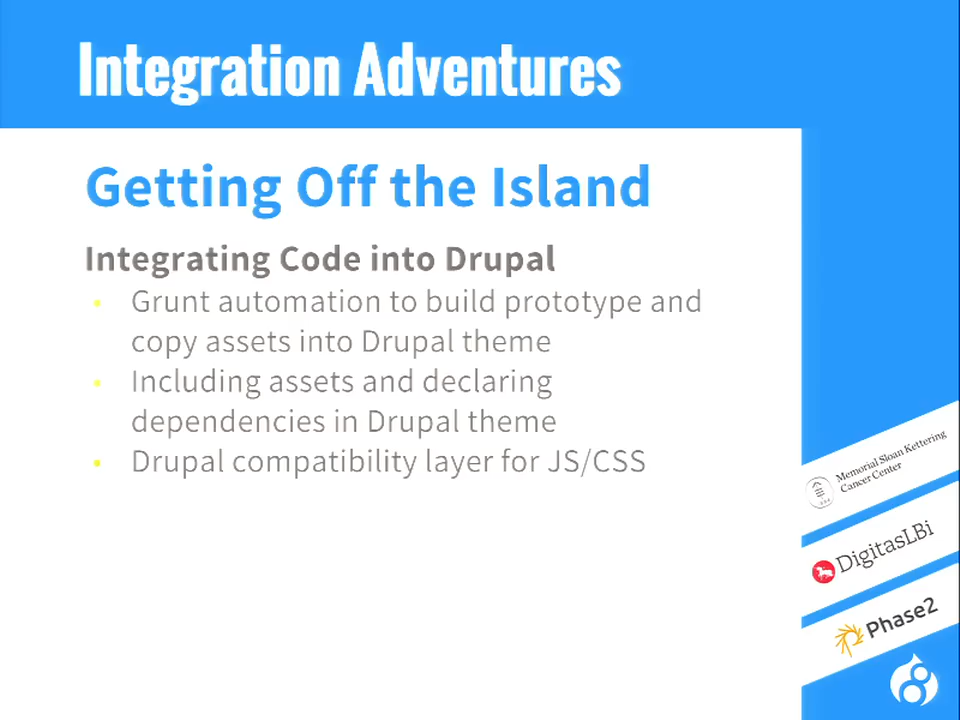 Integration Adventures
Getting Off the Island
Integrating Code into Drupal
• Grunt automation to build prototype and
copy assets into Drupal theme
• Including assets and declaring
dependencies in Drupal theme
• Drupal compatibility layer for JS/CSS
Memorial Sloan Kettering
Cancer Center
DigitasLBi
Phase2